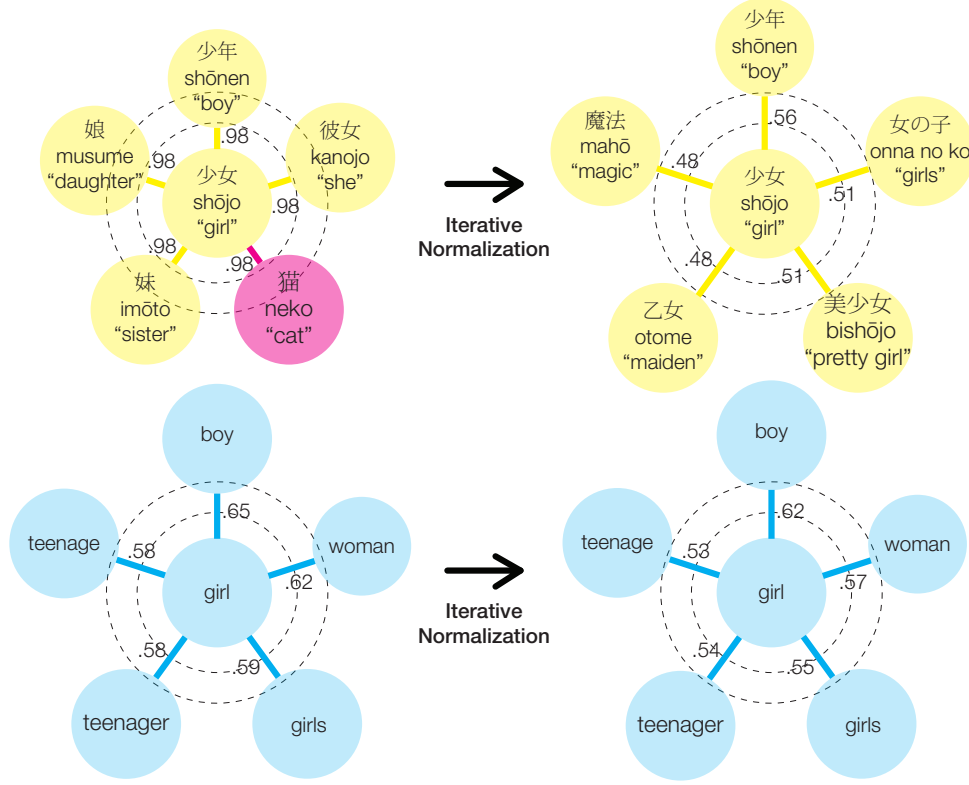 少年
shōnen
“boy”
.98
娘
musume
“daughter”
.98
彼女
kanojo
“she”
.98
少女
shōjo
“girl”
妹
imōto
“sister”
.98
猫
neko
“cat”
.98
Iterative
Normalization
少年
shōnen
“boy”
.56
魔法
mahō
“magic”
.48
女の子
onna no ko
“girls”
.51
少女
shōjo
“girl”
乙女
otome
“maiden”
.48
美少女
bishōjo
“pretty girl”
.51
boy
.65
teenage
.58
woman
.62
girl
teenager
.58
girls
.59
Iterative
Normalization
boy
.62
teenage
.53
woman
.57
girl
teenager
.54
girls
.55